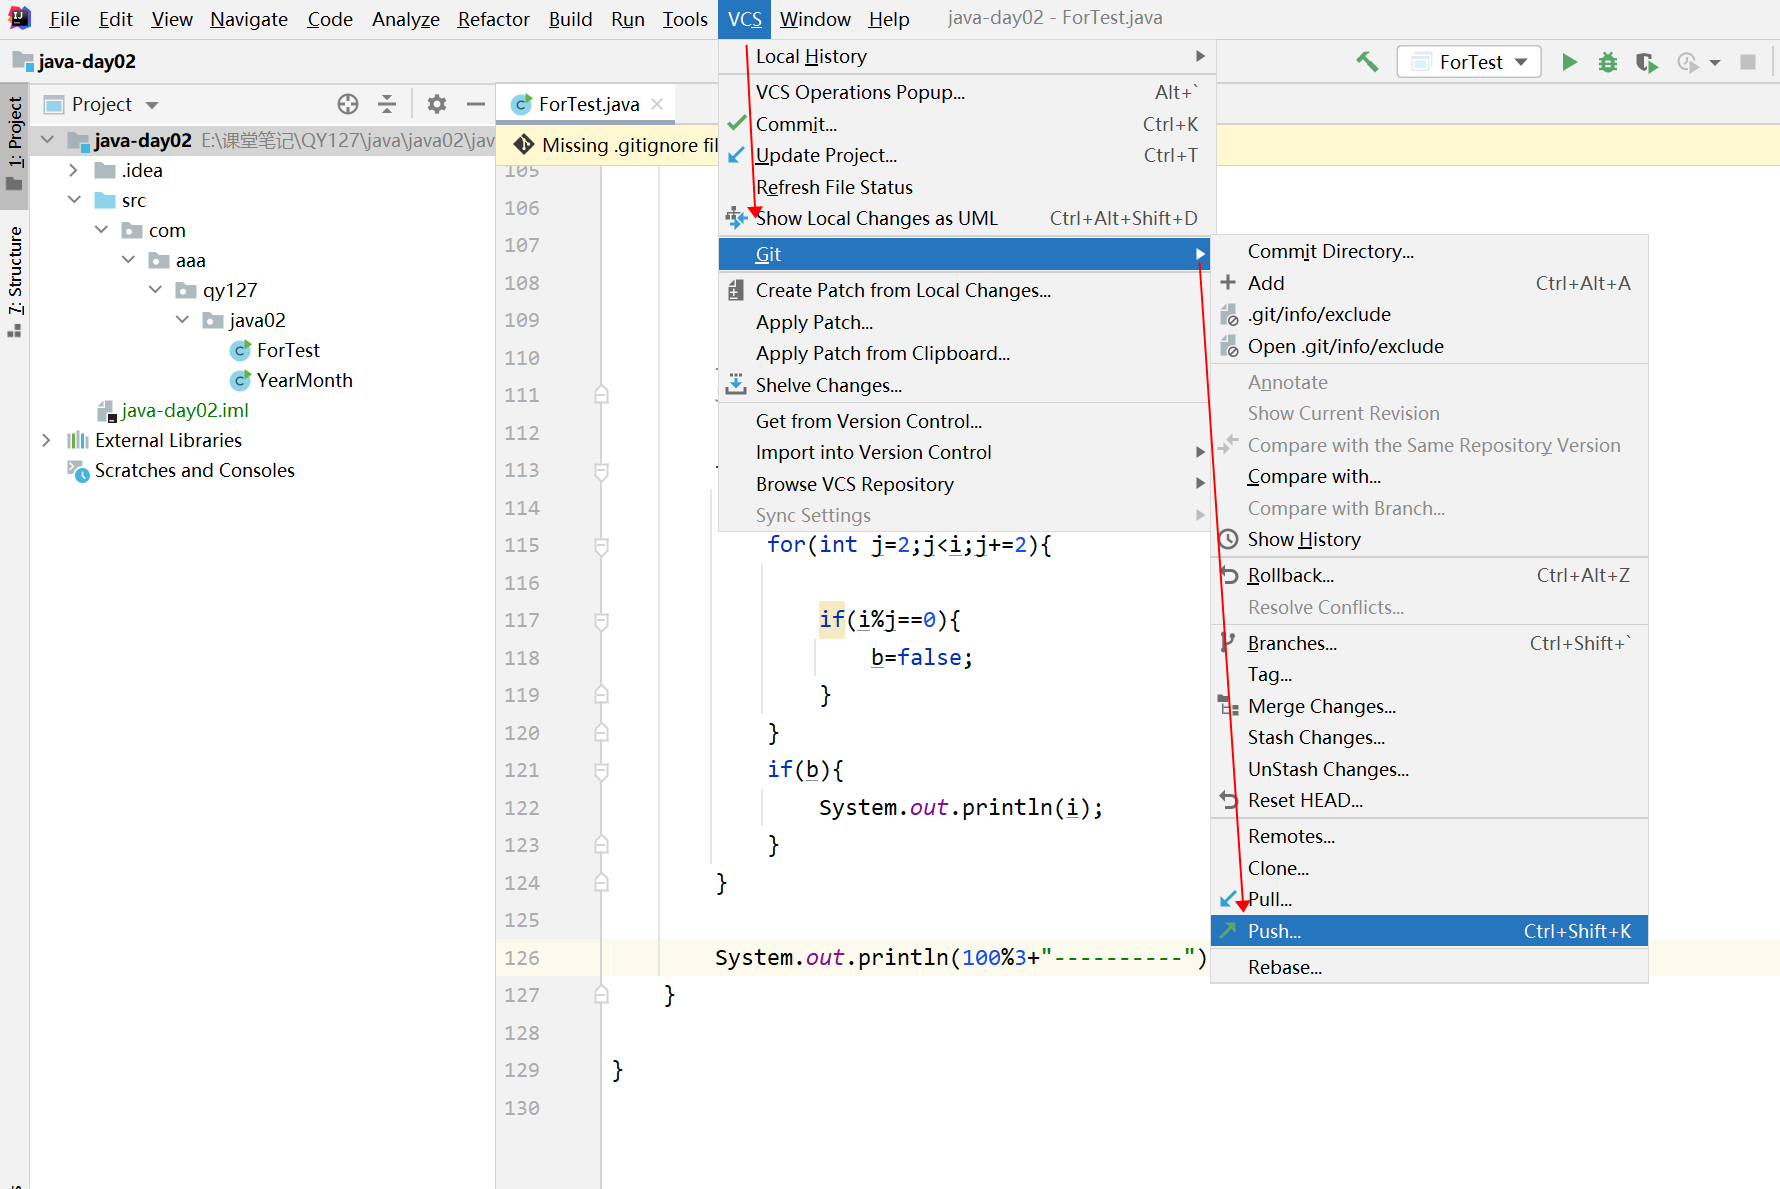 File Edit View Navigate Code Analyze Refactor Build Run Tools VCS Window Help java-day02 - ForTest.java
java-day02
ForTest
Project
ForTest.java
1: Project
7: Structure
java-day02 E:\课堂笔记\QY127\java\java02\jav
.idea
src
com
aaa
qy127
java02
ForTest
YearMonth
java-day02.iml
External Libraries
Scratches and Consoles
Missing .gitignore fil
Local History
VCS Operations Popup... Alt+`
Commit... Ctrl+K
Update Project... Ctrl+T
Refresh File Status
Show Local Changes as UML Ctrl+Alt+Shift+D
Git
Create Patch from Local Changes...
Apply Patch...
Apply Patch from Clipboard...
Shelve Changes...
Get from Version Control...
Import into Version Control
Browse VCS Repository
Sync Settings
Commit Directory...
Add Ctrl+Alt+A
.git/info/exclude
Open .git/info/exclude
Annotate
Show Current Revision
Compare with the Same Repository Version
Compare with...
Compare with Branch...
Show History
Rollback... Ctrl+Alt+Z
Resolve Conflicts...
Branches... Ctrl+Shift+`
Tag...
Merge Changes...
Stash Changes...
UnStash Changes...
Reset HEAD...
Remotes...
Clone...
Pull...
Push... Ctrl+Shift+K
Rebase...
105
106
107
108
109
110
111
112
113
114
115 for(int j=2;j<i;j+=2){
116
117 if(i%j==0){
118 b=false;
119 }
120 }
121 if(b){
122 System.out.println(i);
123 }
124 }
125
126 System.out.println(100%3+"----------")
127 }
128
129 }
130